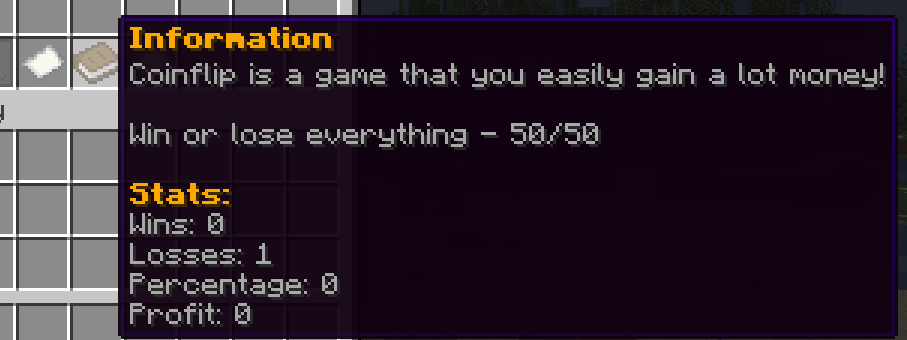 Information
Coinflip is a game that you easily gain a lot money!
Win or lose everything - 50/50
Stats:
Wins: 0
Losses: 1
Percentage: 0
Profit: 0